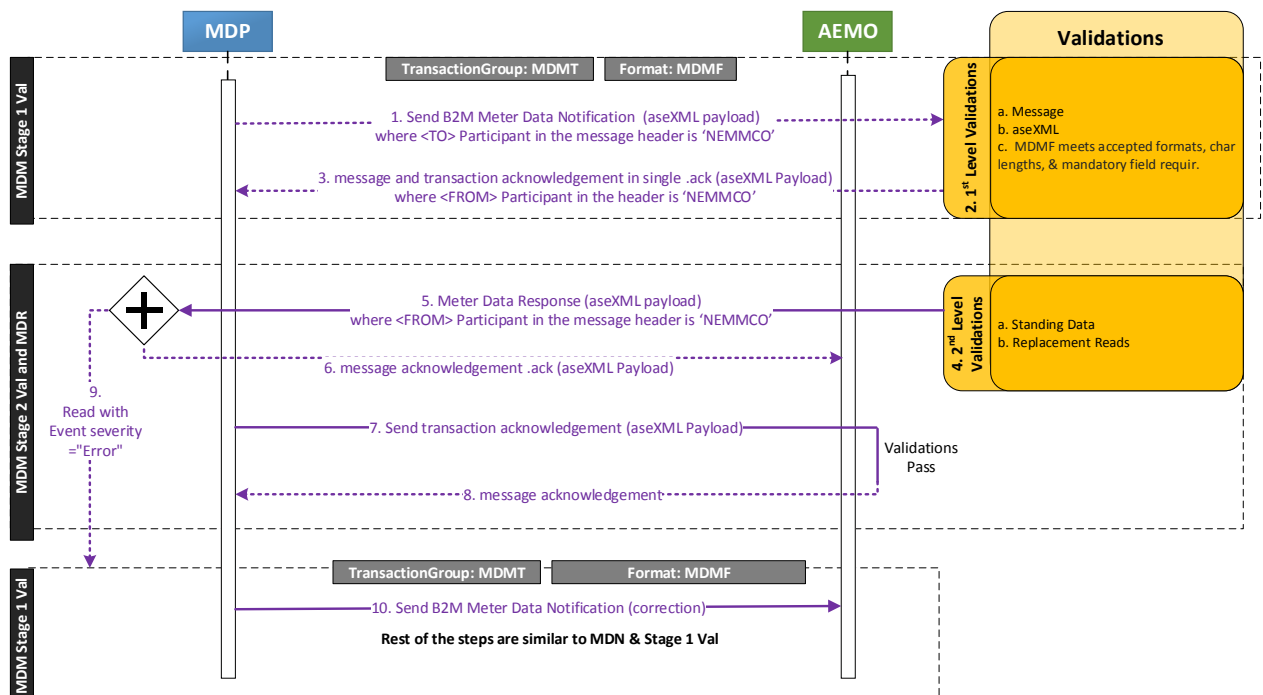 MDP
AEMO
Validations
MDM Stage 1 Val
TransactionGroup: MDMT
Format: MDMF
1. Send B2M Meter Data Notification (aseXML payload)
where <TO> Participant in the message header is ‘NEMMCO’
3. message and transaction acknowledgement in single .ack (aseXML Payload)
where <FROM> Participant in the header is ‘NEMMCO’
2. 1st Level Validations
a. Message
b. aseXML
c. MDMF meets accepted formats, char
lengths, & mandatory field requir.
MDM Stage 2 Val and MDR
5. Meter Data Response (aseXML payload)
where <FROM> Participant in the message header is ‘NEMMCO’
4. 2nd Level
Validations
a. Standing Data
b. Replacement Reads
6. message acknowledgement .ack (aseXML Payload)
9.
Read with
Event severity
="Error"
7. Send transaction acknowledgement (aseXML Payload)
Validations
Pass
8. message acknowledgement
MDM Stage 1 Val
TransactionGroup: MDMT
Format: MDMF
10. Send B2M Meter Data Notification (correction)
Rest of the steps are similar to MDN & Stage 1 Val